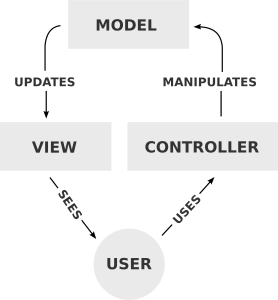 MODEL
UPDATES
MANIPULATES
VIEW
CONTROLLER
SEES
USES
USER